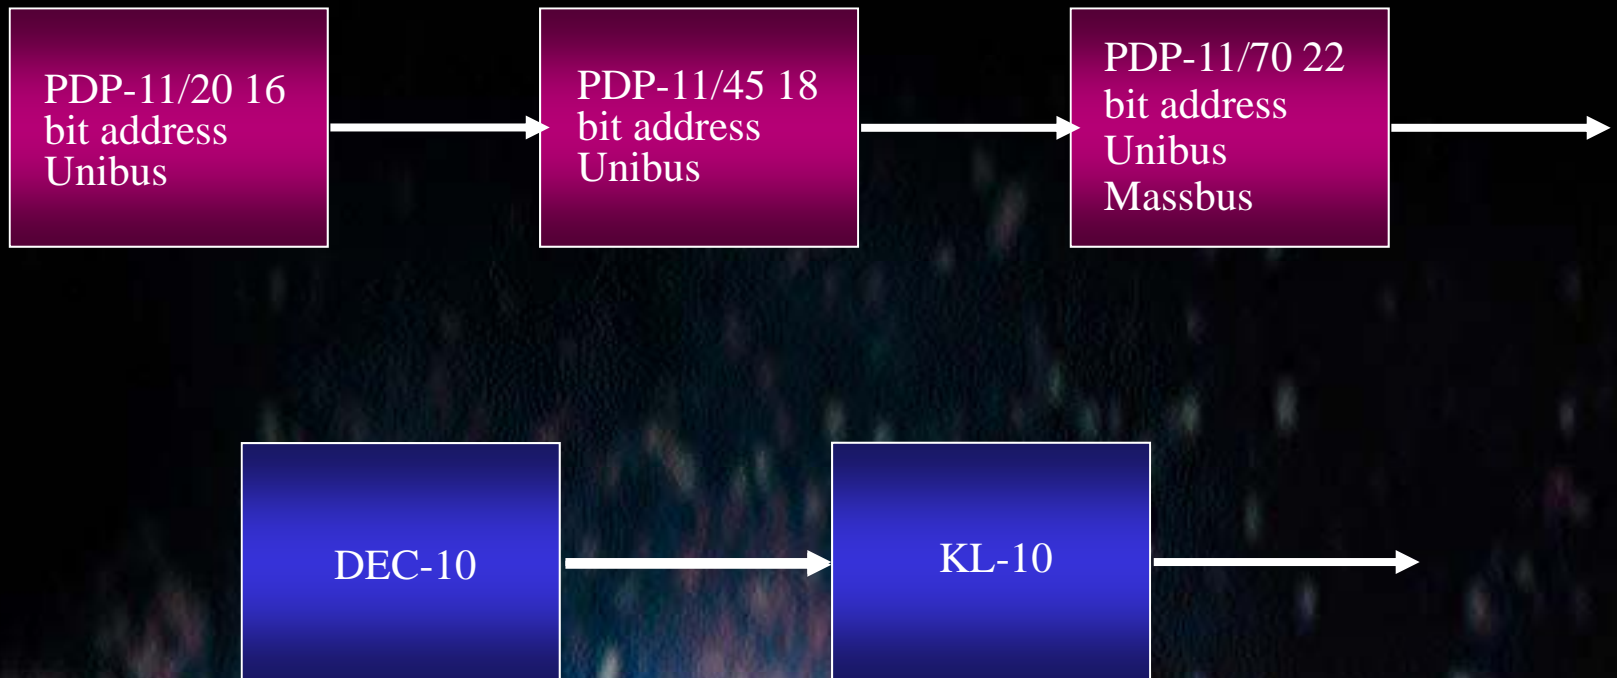 PDP-11/20 16
bit address
Unibus
PDP-11/45 18
bit address
Unibus
PDP-11/70 22
bit address
Unibus
Massbus
DEC-10
KL-10